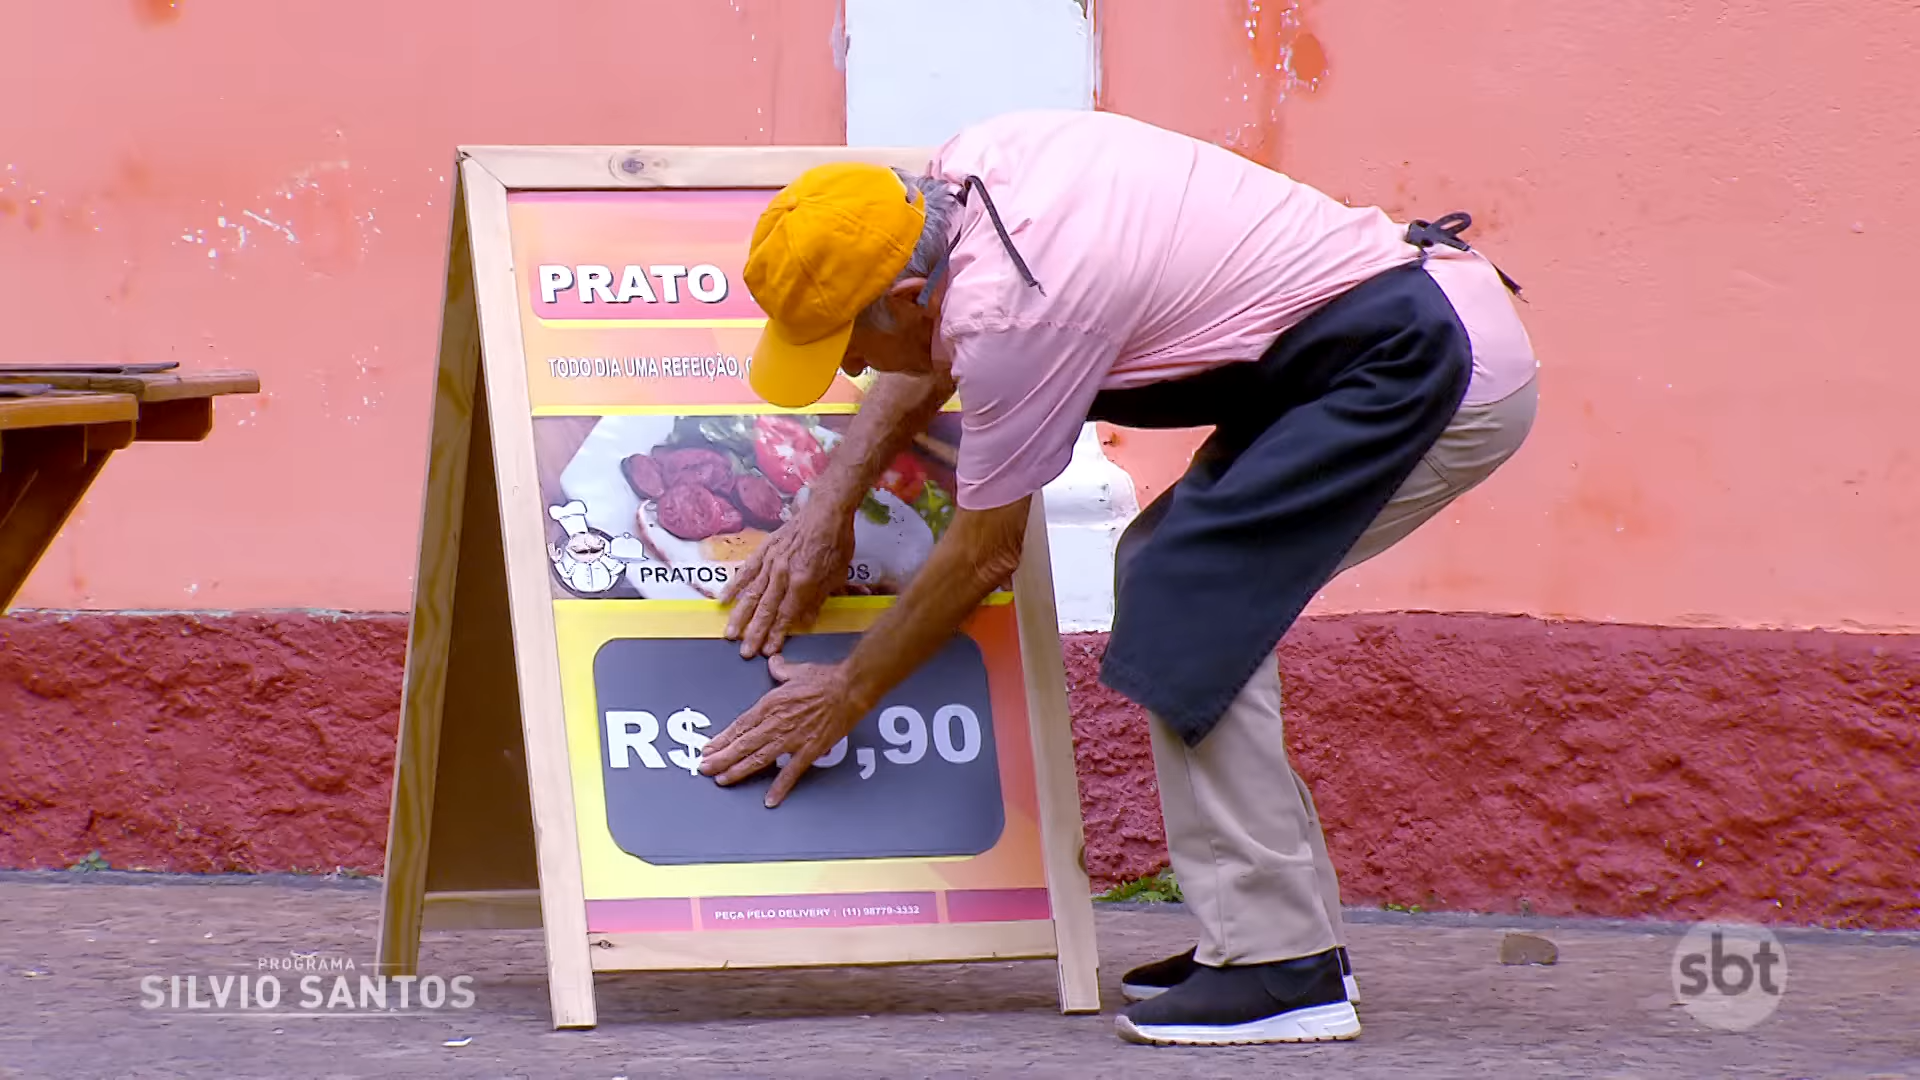 PRATO
TODO DIA UMA REFEIÇÃO,
PRATOS
R$ ,90
PEÇA PELO DELIVERY : (11) 98779-3332
PROGRAMA
SILVIO SANTOS
sbt